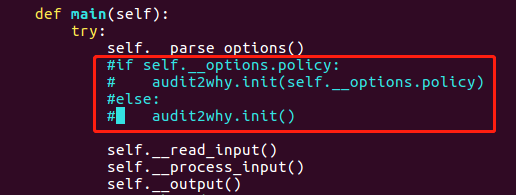 def main(self):
try:
self.__parse_options()
#if self.__options.policy:
#    audit2why.init(self.__options.policy)
#else:
#    audit2why.init()
self.__read_input()
self.__process_input()
self.__output()